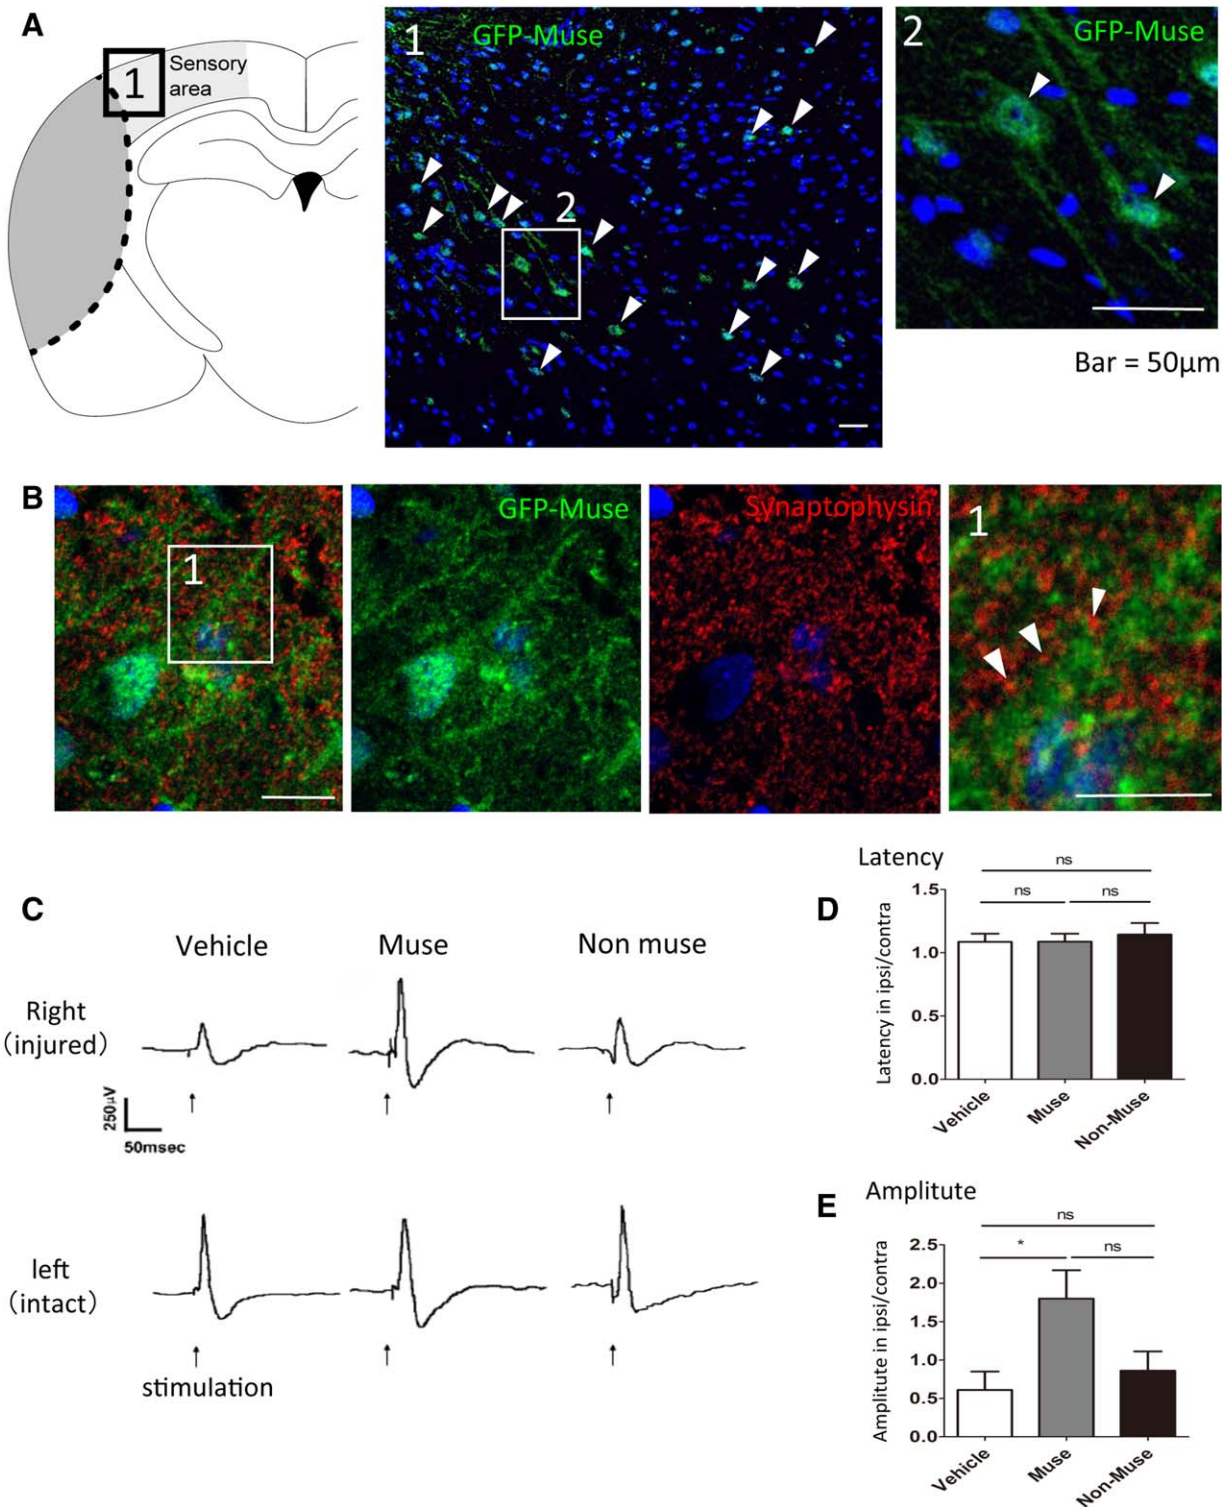 A
1
Sensory
area
1
GFP-Muse
2
2
GFP-Muse
Bar = 50μm
B
1
GFP-Muse
Synaptophysin
1
C
Vehicle
Muse
Non muse
Right
(injured)
250μV
50msec
left
(intact)
stimulation
D
Latency
ns
ns
ns
Latency in ipsi/contra
1.5
1.0
0.5
0.0
Vehicle
Muse
Non-Muse
E
Amplitute
ns
*
ns
Amplitute in ipsi/contra
2.5
2.0
1.5
1.0
0.5
0.0
Vehicle
Muse
Non-Muse